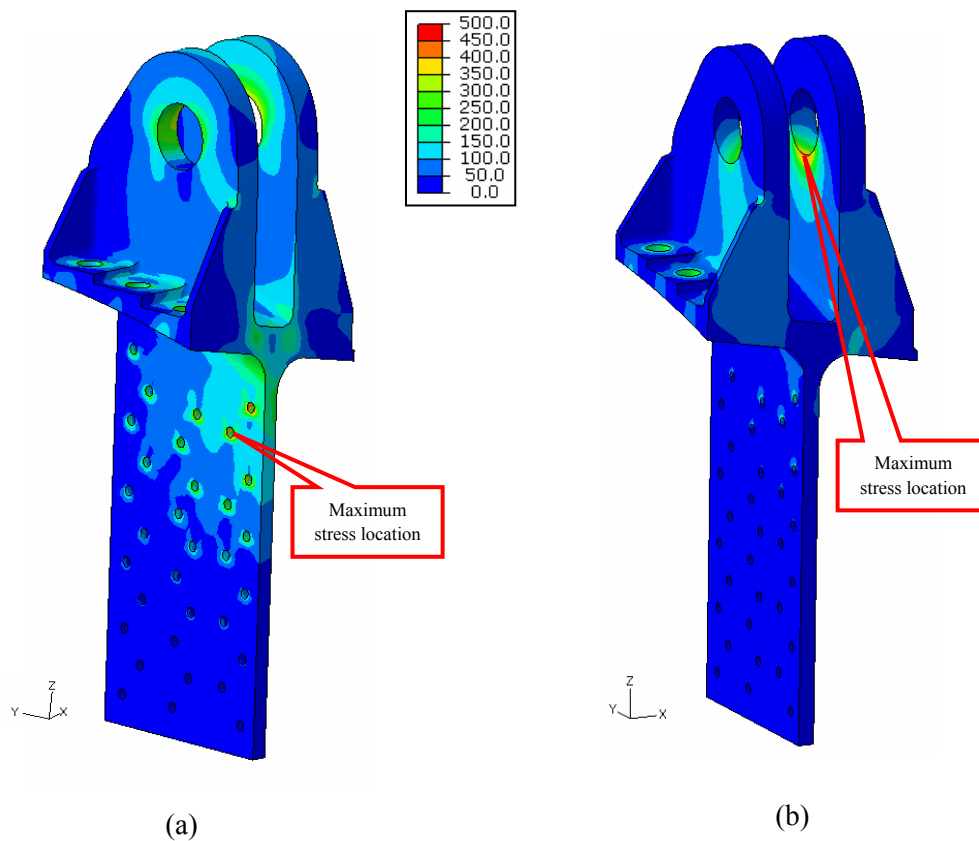 500.0
450.0
400.0
350.0
300.0
250.0
200.0
150.0
100.0
50.0
0.0
Maximum
stress location
Maximum
stress location
Z
Y
X
Z
Y
X
(a)
(b)